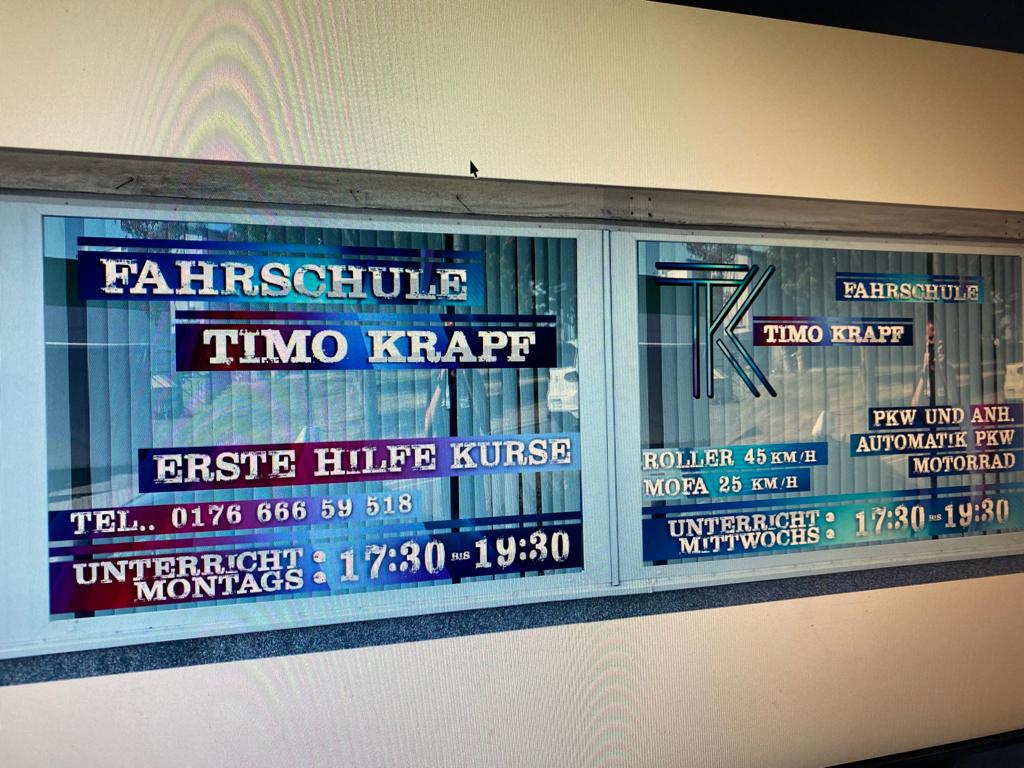 FAHRSCHULE
TIMO KRAPF
ERSTE HILFE KURSE
TEL.. 0176 666 59 518
UNTERRICHT
MONTAGS : 17:30 BIS 19:30
TK
FAHRSCHULE
TIMO KRAPF
PKW UND ANH.
AUTOMATIK PKW
MOTORRAD
ROLLER 45 KM/H
MOFA 25 KM/H
UNTERRICHT
MITTWOCHS : 17:30 BIS 19:30